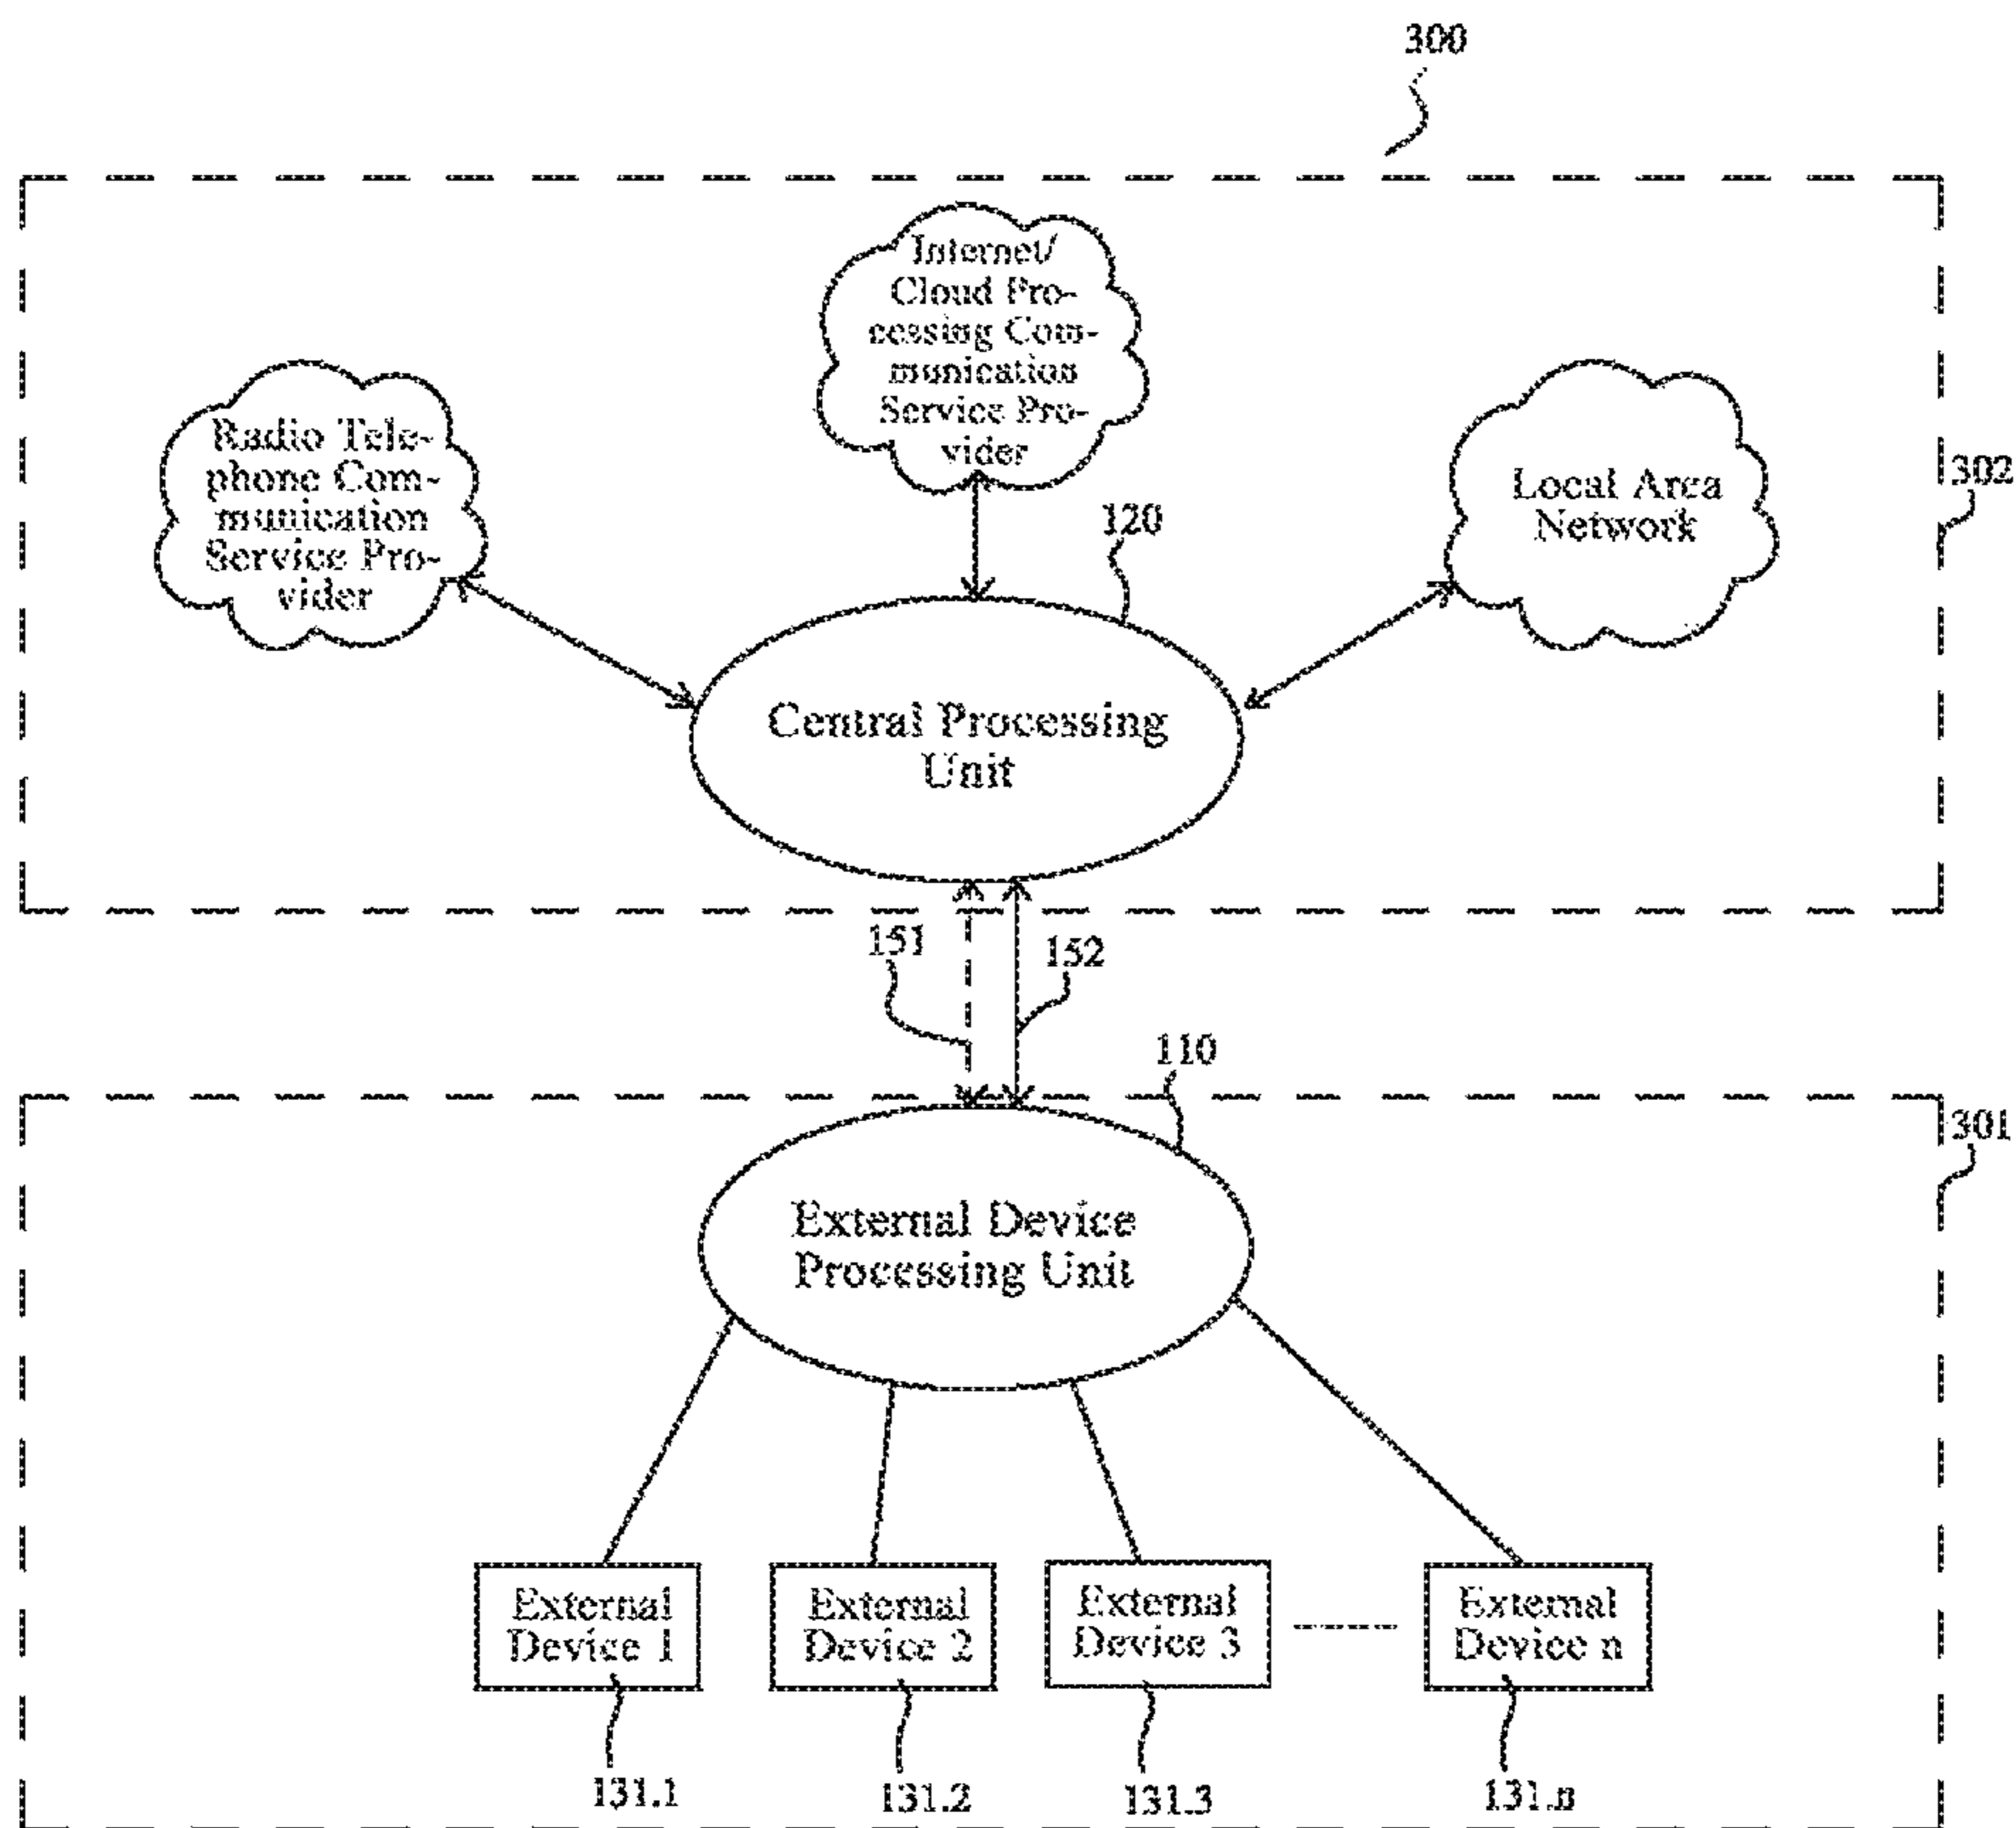 300
Internet/
Cloud Pro-
cessing Com-
munication
Service Pro-
vider
Radio Tele-
phone Com-
munication
Service Pro-
vider
Local Area
Network
302
120
Central Processing
Unit
151
152
110
301
External Device
Processing Unit
External
Device 1
External
Device 2
External
Device 3
External
Device n
131.1
131.2
131.3
131.n